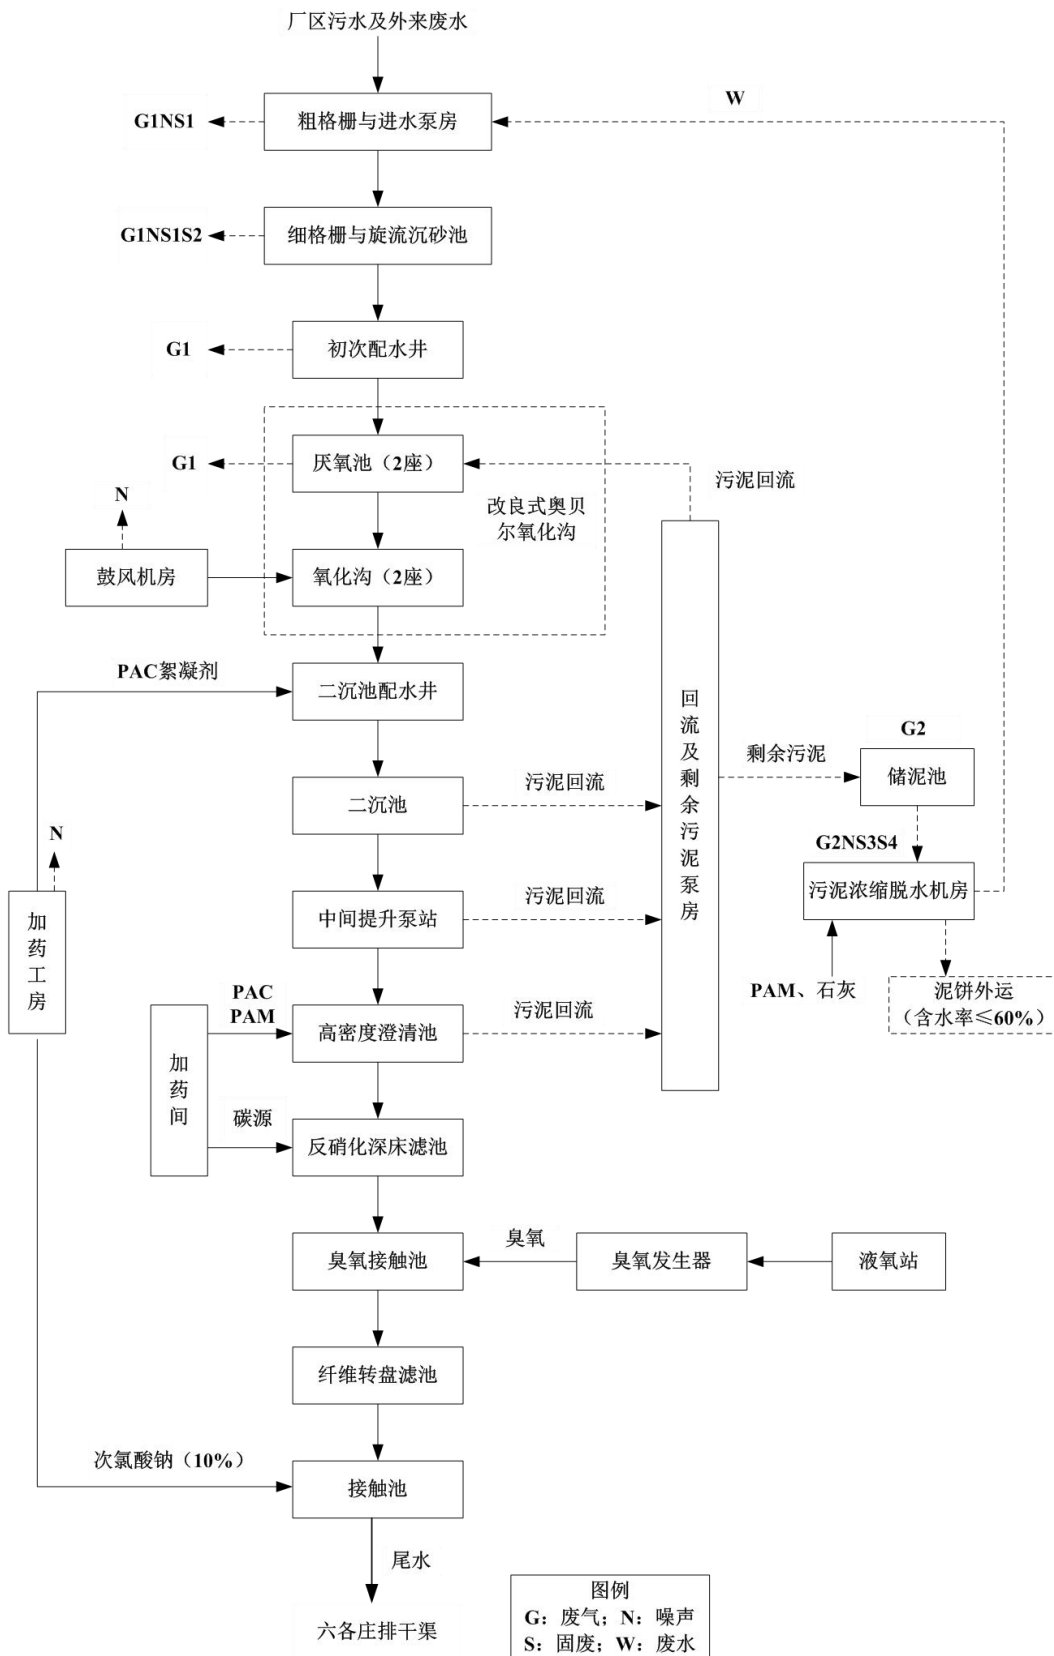 厂区污水及外来废水
W
G1NS1
粗格栅与进水泵房
G1NS1S2
细格栅与旋流沉砂池
G1
初次配水井
G1
厌氧池（2座）
污泥回流
N
改良式奥贝
尔氧化沟
鼓风机房
氧化沟（2座）
PAC絮凝剂
二沉池配水井
回流及剩余污泥泵房
G2
剩余污泥
储泥池
污泥回流
二沉池
N
G2NS3S4
污泥浓缩脱水机房
污泥回流
中间提升泵站
加药工房
PAM、石灰
泥饼外运
（含水率≤60%）
PAC
PAM
污泥回流
高密度澄清池
加药间
碳源
反硝化深床滤池
臭氧
臭氧接触池
臭氧发生器
液氧站
纤维转盘滤池
次氯酸钠（10%）
接触池
尾水
六各庄排干渠
图例
G：废气；N：噪声
S：固废；W：废水